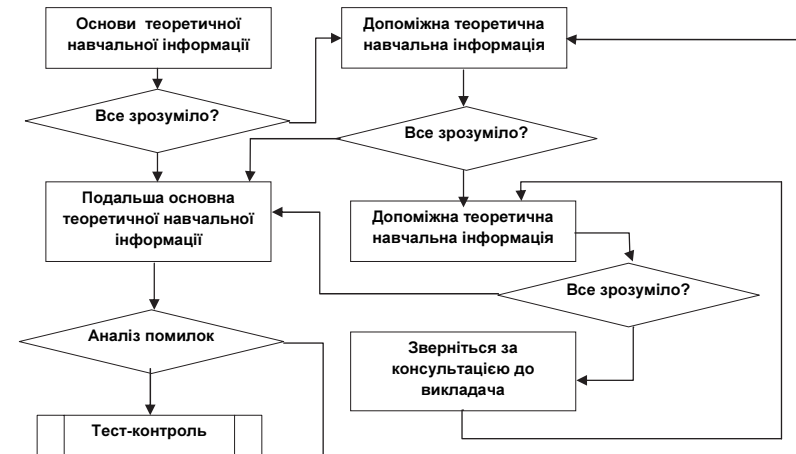 Основи теоретичної
навчальної інформації
Допоміжна теоретична
навчальна інформація
Все зрозуміло?
Все зрозуміло?
Подальша основна
теоретичної навчальної
інформації
Допоміжна теоретична
навчальна інформація
Все зрозуміло?
Аналіз помилок
Зверніться за
консультацією до
викладача
Тест-контроль